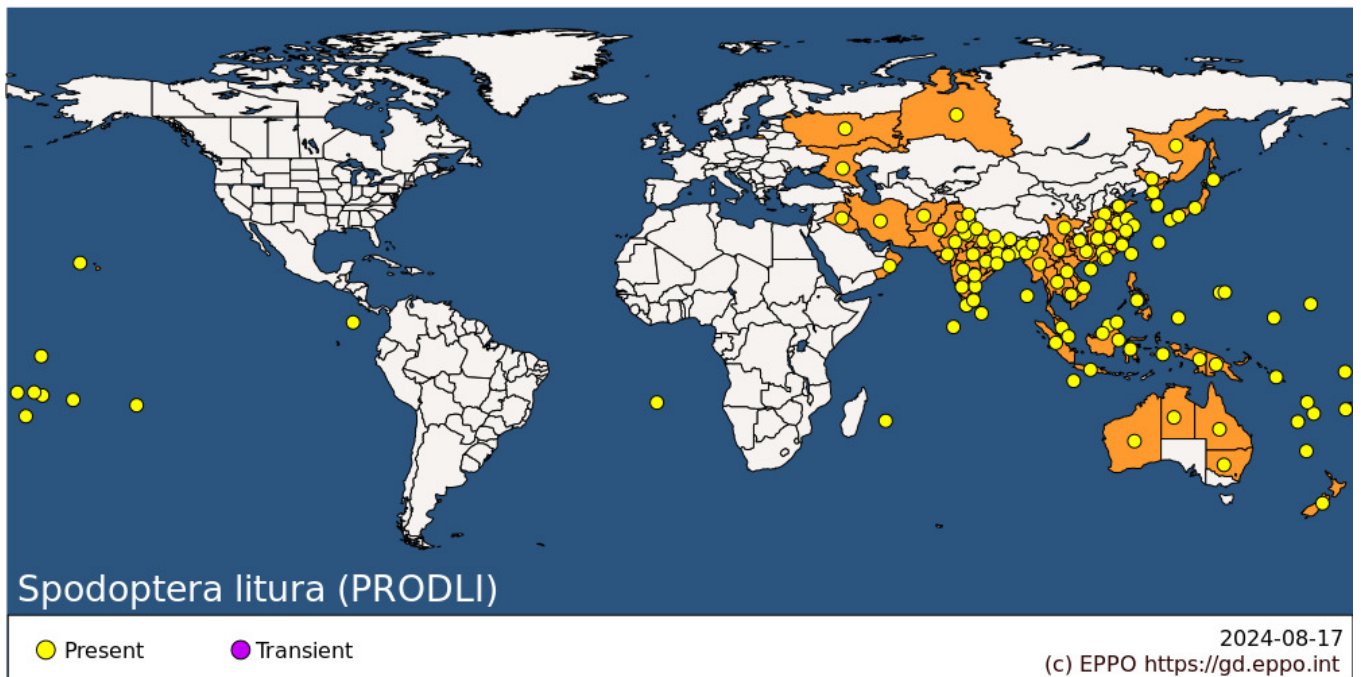 Spodoptera litura (PRODLI)
Present
Transient
2024-08-17
(c) EPPO https://gd.eppo.int